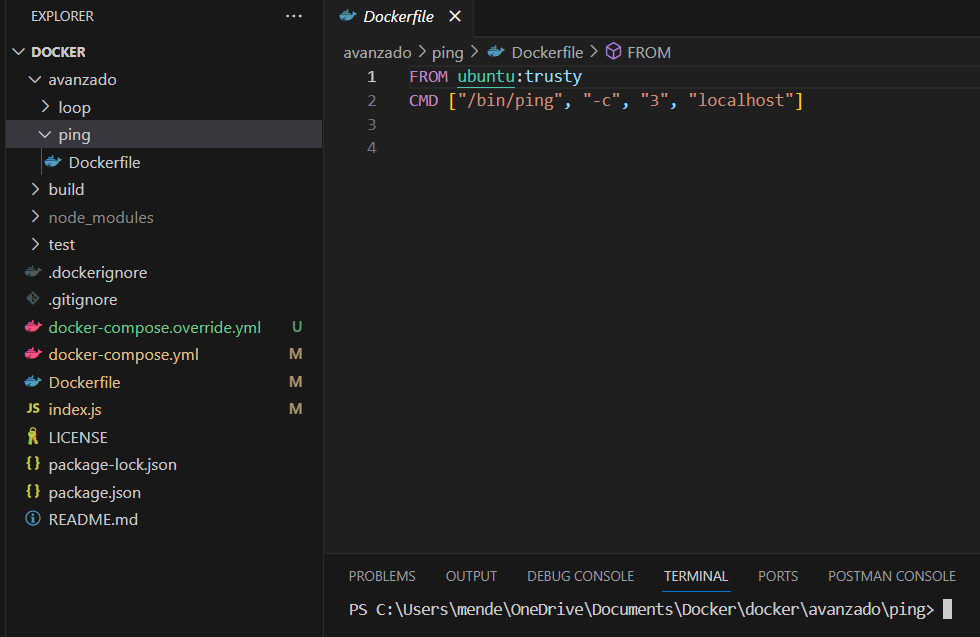 EXPLORER
DOCKER
avanzado
loop
ping
Dockerfile
build
node_modules
test
.dockerignore
.gitignore
docker-compose.override.yml U
docker-compose.yml M
Dockerfile M
JS index.js M
LICENSE
{} package-lock.json
{} package.json
README.md
Dockerfile
avanzado > ping > Dockerfile > FROM
1 FROM ubuntu:trusty
2 CMD ["/bin/ping", "-c", "3", "localhost"]
3
4
PROBLEMS OUTPUT DEBUG CONSOLE TERMINAL PORTS POSTMAN CONSOLE
PS C:\Users\mende\OneDrive\Documents\Docker\docker\avanzado\ping>